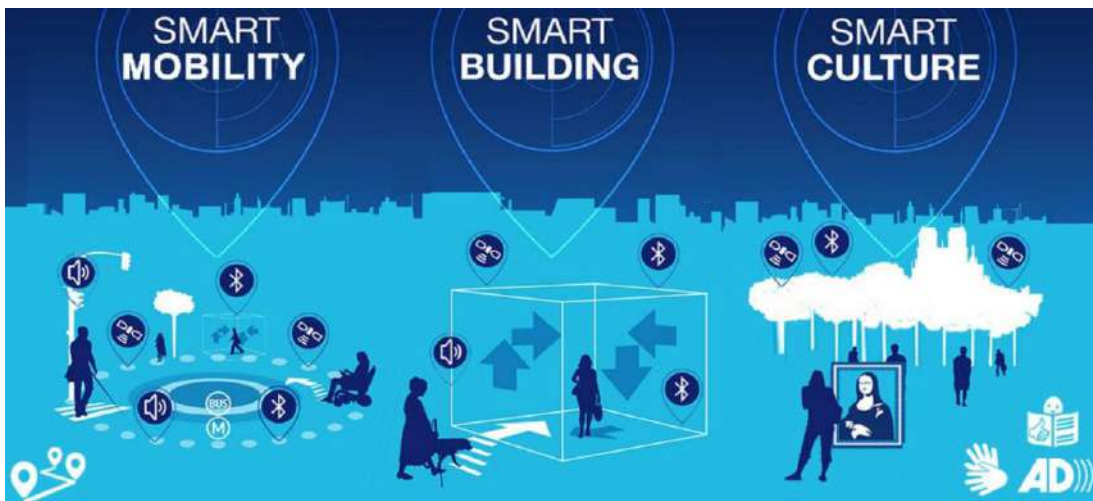 SMART
MOBILITY
SMART
BUILDING
SMART
CULTURE
BUS
M
AD